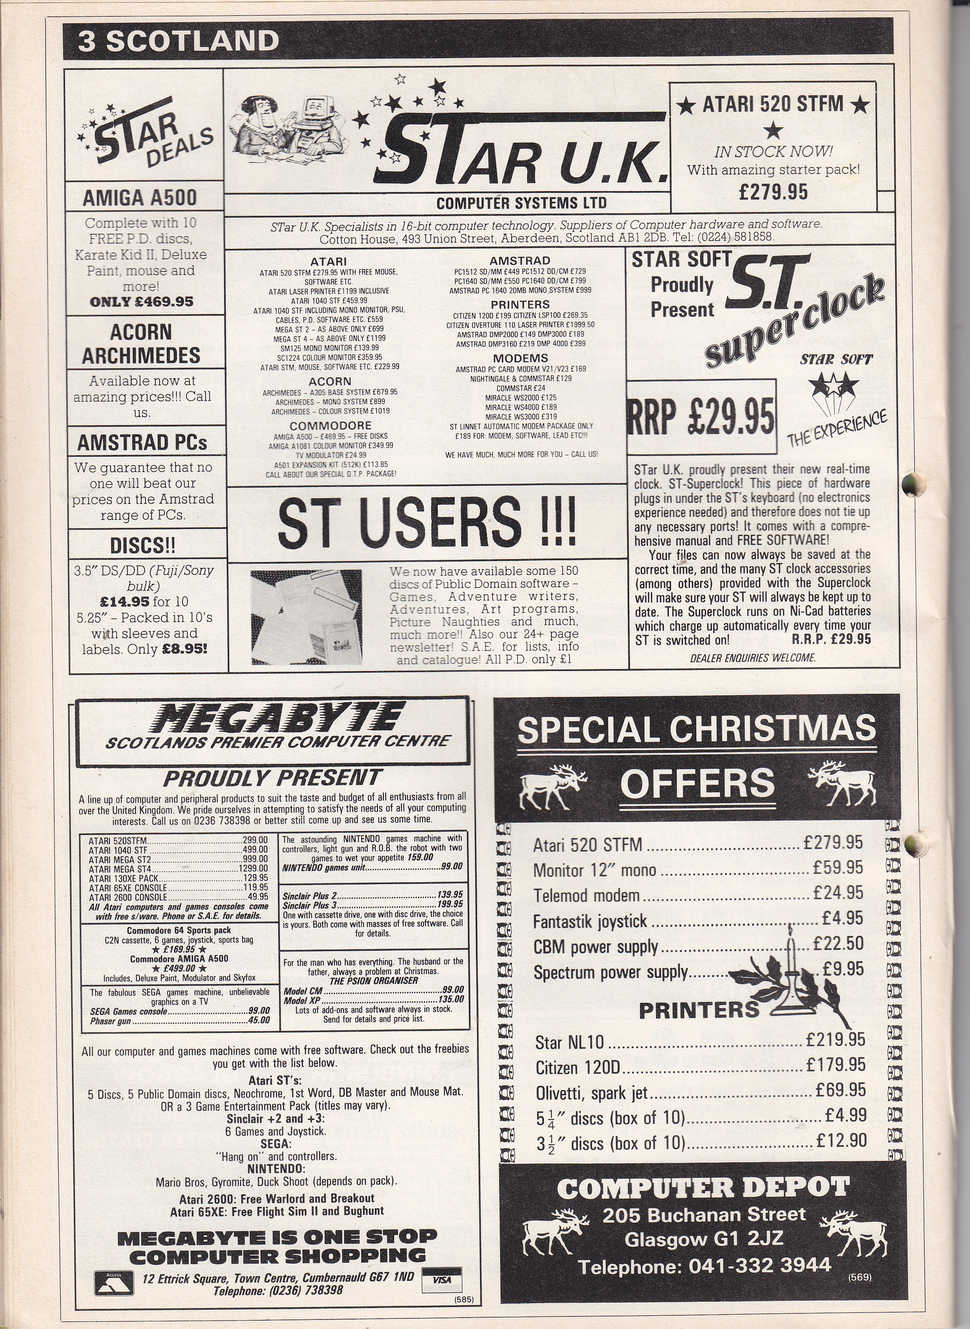 3 SCOTLAND
STAR
DEALS
AMIGA A500
Complete with 10
FREE P.D. discs,
Karate Kid II, Deluxe
Paint, mouse and
more!
ONLY £469.95
ACORN
ARCHIMEDES
Available now at
amazing prices!!! Call
us.
AMSTRAD PCs
We guarantee that no
one will beat our
prices on the Amstrad
range of PCs.
DISCS!!
3.5" DS/DD (Fuji/Sony
bulk)
£14.95 for 10
5.25" – Packed in 10's
with sleeves and
labels. Only £8.95!
STAR U.K.
COMPUTER SYSTEMS LTD
★ ATARI 520 STFM ★
★
IN STOCK NOW!
With amazing starter pack!
£279.95
STar U.K. Specialists in 16-bit computer technology. Suppliers of Computer hardware and software.
Cotton House, 493 Union Street, Aberdeen, Scotland AB1 2DB. Tel: (0224) 581858.
ATARI
ATARI 520 STFM £279.95 WITH FREE MOUSE,
SOFTWARE ETC.
ATARI LASER PRINTER £1199 INCLUSIVE
ATARI 1040 STF £459.99
ATARI 1040 STF INCLUDING MONO MONITOR, PSU,
CABLES, P.D. SOFTWARE ETC. £559
MEGA ST 2 – AS ABOVE ONLY £699
MEGA ST 4 – AS ABOVE ONLY £1199
SM125 MONO MONITOR £139.99
SC1224 COLOUR MONITOR £359.95
ATARI STM, MOUSE, SOFTWARE ETC. £229.99
ACORN
ARCHIMEDES – A305 BASE SYSTEM £679.95
ARCHIMEDES – MONO SYSTEM £899
ARCHIMEDES – COLOUR SYSTEM £1019
COMMODORE
AMIGA A500 – £469.95 – FREE DISKS
AMIGA A1081 COLOUR MONITOR £349.99
TV MODULATOR £24.99
A501 EXPANSION KIT (512K) £113.85
CALL ABOUT OUR SPECIAL D.T.P. PACKAGE!
AMSTRAD
PC1512 SD/MM £449 PC1512 DD/CM £729
PC1640 SD/MM £550 PC1640 DD/CM £799
AMSTRAD PC 1640 20MB MONO SYSTEM £999
PRINTERS
CITIZEN 120D £199 CITIZEN LSP100 £269.35
CITIZEN OVERTURE 110 LASER PRINTER £1999.50
AMSTRAD DMP2000 £149 DMP3000 £189
AMSTRAD DMP3160 £219 DMP 4000 £399
MODEMS
AMSTRAD PC CARD MODEM V21/V23 £169
NIGHTINGALE & COMMSTAR £129
COMMSTAR £24
MIRACLE WS2000 £125
MIRACLE WS4000 £189
MIRACLE WS3000 £319
ST LINNET AUTOMATIC MODEM PACKAGE ONLY
£189 FOR: MODEM, SOFTWARE, LEAD ETC!!!
WE HAVE MUCH, MUCH MORE FOR YOU – CALL US!
ST USERS !!!
We now have available some 150
discs of Public Domain software –
Games, Adventure writers,
Adventures, Art programs,
Picture Naughties and much,
much more!! Also our 24+ page
newsletter! S.A.E. for lists, info
and catalogue! All P.D. only £1
STAR SOFT
Proudly
Present
S.T.
superclock
STAR SOFT
THE EXPERIENCE
RRP £29.95
STar U.K. proudly present their new real-time
clock. ST-Superclock! This piece of hardware
plugs in under the ST's keyboard (no electronics
experience needed) and therefore does not tie up
any necessary ports! It comes with a compre-
hensive manual and FREE SOFTWARE!
Your files can now always be saved at the
correct time, and the many ST clock accessories
(among others) provided with the Superclock
will make sure your ST will always be kept up to
date. The Superclock runs on Ni-Cad batteries
which charge up automatically every time your
ST is switched on! R.R.P. £29.95
DEALER ENQUIRIES WELCOME.
MEGABYTE
SCOTLANDS PREMIER COMPUTER CENTRE
PROUDLY PRESENT
A line up of computer and peripheral products to suit the taste and budget of all enthusiasts from all
over the United Kingdom. We pride ourselves in attempting to satisfy the needs of all your computing
interests. Call us on 0236 738398 or better still come up and see us some time.
ATARI 520STFM...299.00
ATARI 1040 STF...499.00
ATARI MEGA ST2...999.00
ATARI MEGA ST4...1299.00
ATARI 130XE PACK...129.95
ATARI 65XE CONSOLE...119.95
ATARI 2600 CONSOLE...49.95
All Atari computers and games consoles come
with free s/ware. Phone or S.A.E. for details.
Commodore 64 Sports pack
C2N cassette, 6 games, joystick, sports bag
★ £169.95 ★
Commodore AMIGA A500
★ £499.00 ★
Includes, Deluxe Paint, Modulator and Skyfox
The fabulous SEGA games machine, unbelievable
graphics on a TV
SEGA Games console...99.00
Phaser gun...45.00
The astounding NINTENDO games machine with
controllers, light gun and R.O.B. the robot with two
games to wet your appetite 159.00
NINTENDO games unit...99.00
Sinclair Plus 2...139.95
Sinclair Plus 3...199.95
One with cassette drive, one with disc drive, the choice
is yours. Both come with masses of free software. Call
for details.
For the man who has everything. The husband or the
father, always a problem at Christmas.
THE PSION ORGANISER
Model CM...99.00
Model XP...135.00
Lots of add-ons and software always in stock.
Send for details and price list.
All our computer and games machines come with free software. Check out the freebies
you get with the list below.
Atari ST's:
5 Discs, 5 Public Domain discs, Neochrome, 1st Word, DB Master and Mouse Mat.
OR a 3 Game Entertainment Pack (titles may vary).
Sinclair +2 and +3:
6 Games and Joystick.
SEGA:
"Hang on" and controllers.
NINTENDO:
Mario Bros, Gyromite, Duck Shoot (depends on pack).
Atari 2600: Free Warlord and Breakout
Atari 65XE: Free Flight Sim II and Bughunt
MEGABYTE IS ONE STOP
COMPUTER SHOPPING
Access
12 Ettrick Square, Town Centre, Cumbernauld G67 1ND
Telephone: (0236) 738398
VISA
(585)
SPECIAL CHRISTMAS
OFFERS
Atari 520 STFM...£279.95
Monitor 12" mono...£59.95
Telemod modem...£24.95
Fantastik joystick...£4.95
CBM power supply...£22.50
Spectrum power supply...£9.95
PRINTERS
Star NL10...£219.95
Citizen 120D...£179.95
Olivetti, spark jet...£69.95
5¼" discs (box of 10)...£4.99
3½" discs (box of 10)...£12.90
COMPUTER DEPOT
205 Buchanan Street
Glasgow G1 2JZ
Telephone: 041-332 3944
(569)